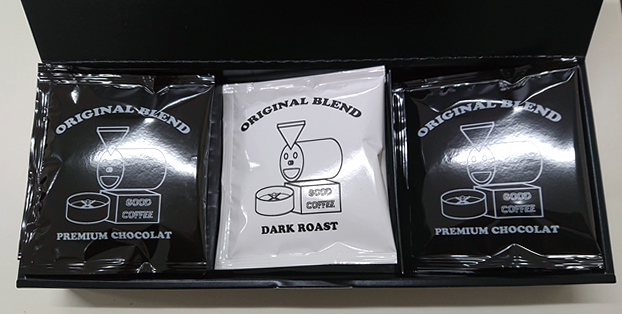 ORIGINAL BLEND
GOOD
COFFEE
PREMIUM CHOCOLAT
ORIGINAL BLEND
GOOD
COFFEE
DARK ROAST
ORIGINAL BLEND
GOOD
COFFEE
PREMIUM CHOCOLAT